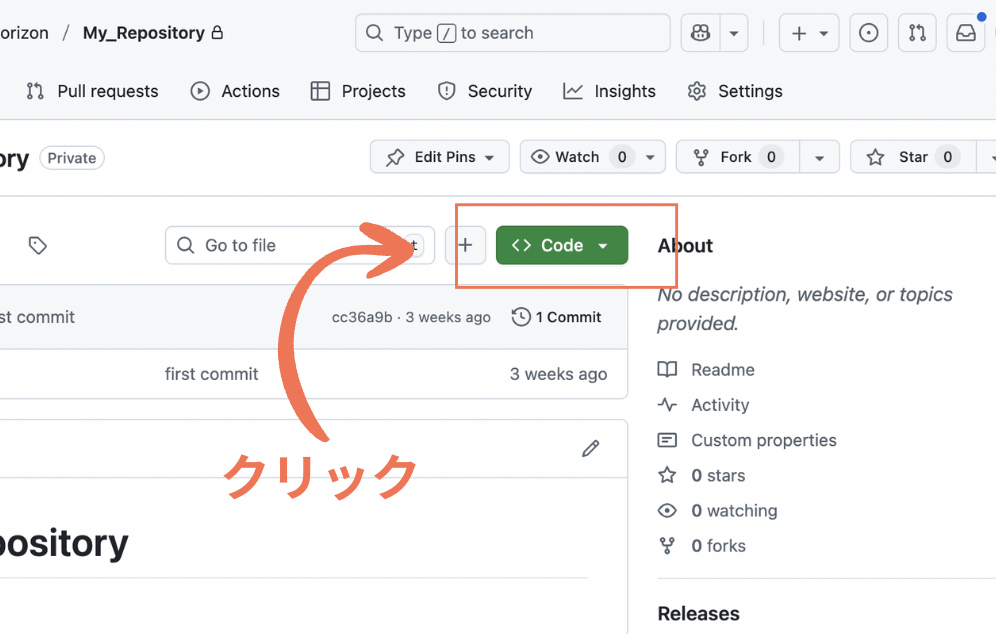 orizon / My_Repository
Type / to search
Pull requests
Actions
Projects
Security
Insights
Settings
ory
Private
Edit Pins
Watch 0
Fork 0
Star 0
Go to file
t
+
<> Code
About
No description, website, or topics
provided.
st commit
cc36a9b · 3 weeks ago
1 Commit
first commit
3 weeks ago
Readme
Activity
Custom properties
0 stars
0 watching
0 forks
クリック
pository
Releases